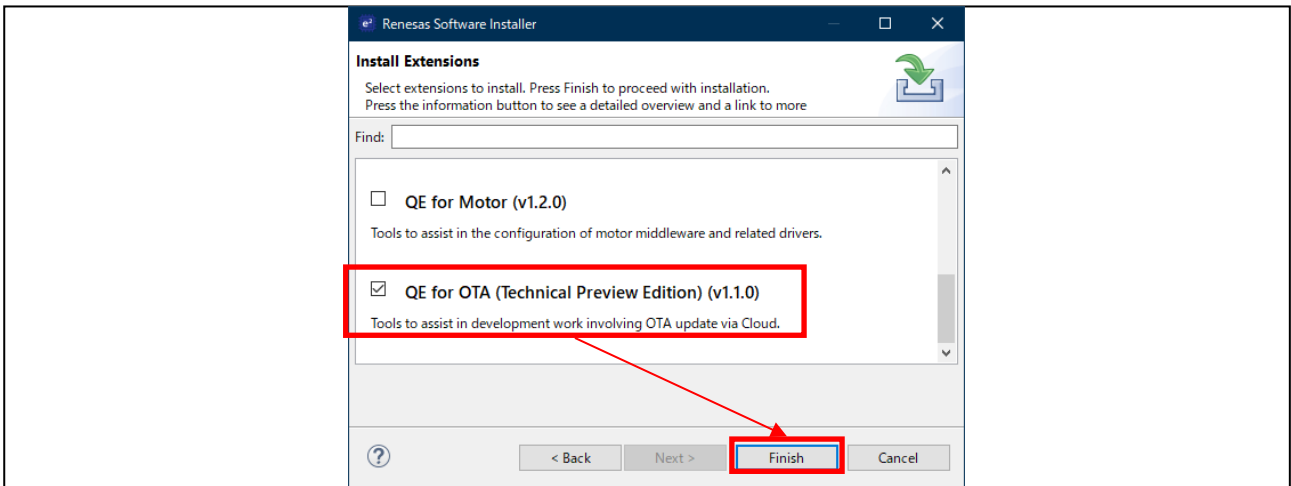 e² Renesas Software Installer
Install Extensions
Select extensions to install. Press Finish to proceed with installation.
Press the information button to see a detailed overview and a link to more
Find:
QE for Motor (v1.2.0)
Tools to assist in the configuration of motor middleware and related drivers.
QE for OTA (Technical Preview Edition) (v1.1.0)
Tools to assist in development work involving OTA update via Cloud.
? < Back Next > Finish Cancel